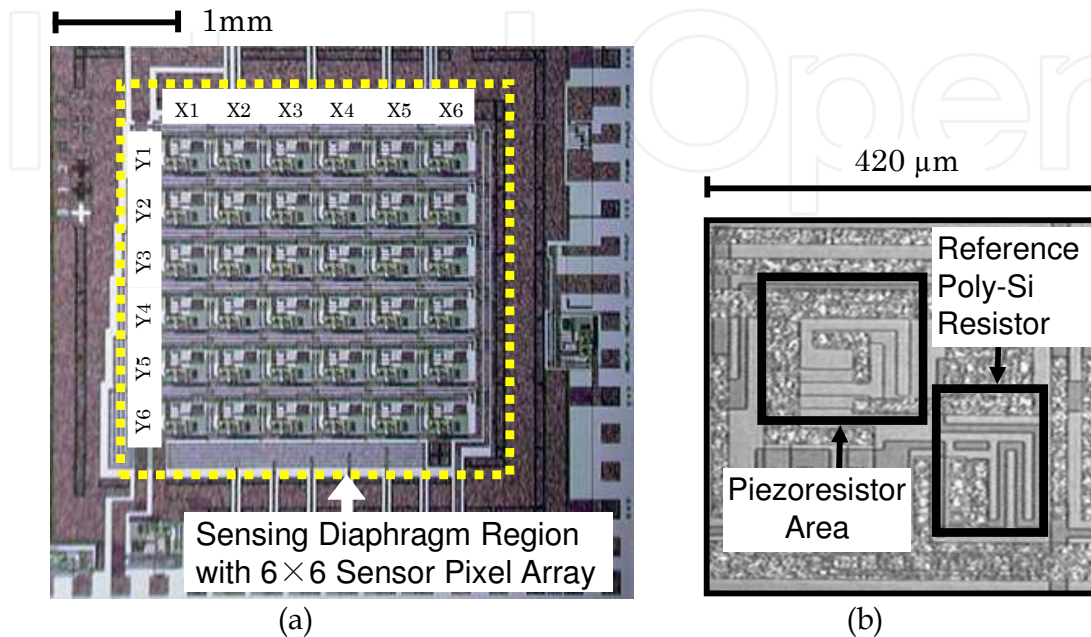 1mm
X1 X2 X3 X4 X5 X6
Y1
Y2
Y3
Y4
Y5
Y6
Sensing Diaphragm Region
with 6×6 Sensor Pixel Array
(a)
Open
420 µm
Reference
Poly-Si
Resistor
Piezoresistor
Area
(b)